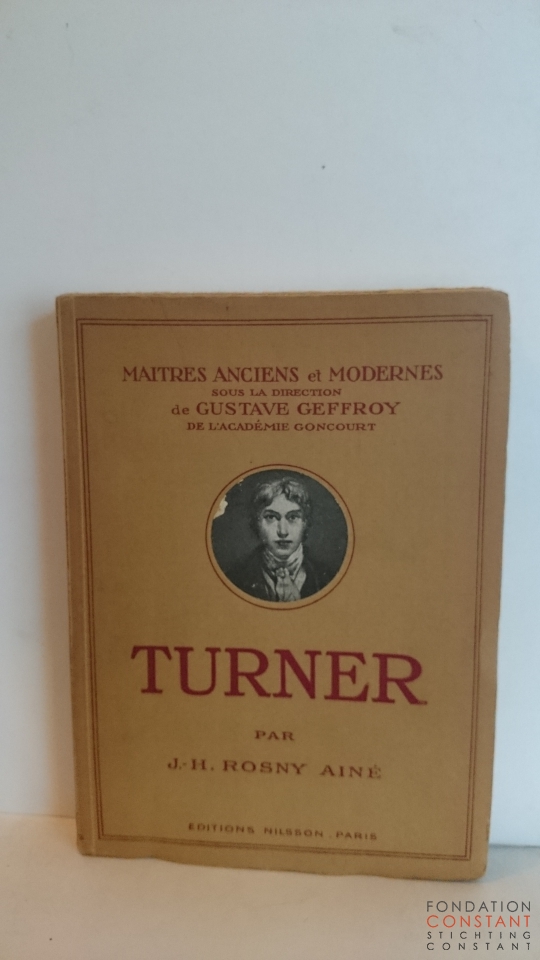 MAITRES ANCIENS et MODERNES
SOUS LA DIRECTION
de GUSTAVE GEFFROY
DE L'ACADÉMIE GONCOURT
TURNER
PAR
J.-H. ROSNY AINÉ
ÉDITIONS NILSSON _ PARIS
FONDATION
CONSTANT
STICHTING
CONSTANT